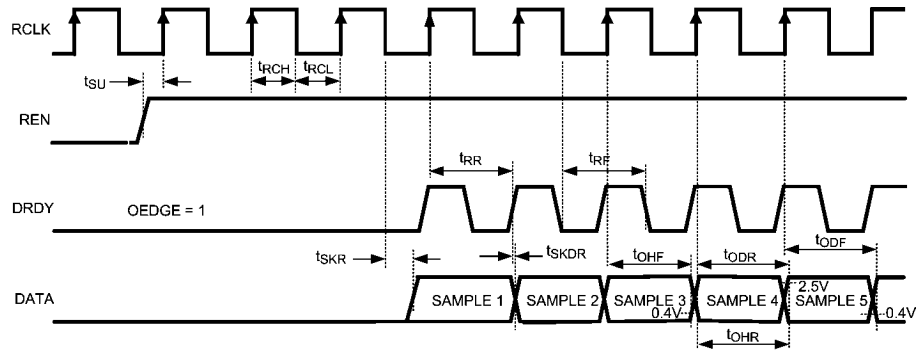 RCLK
tRCH tRCL
tSU
REN
tRR tRF
DRDY OEDGE = 1
tSKR tSKDR tOHF tODR tODF
DATA SAMPLE 1 SAMPLE 2 SAMPLE 3 SAMPLE 4 SAMPLE 5
2.5V
0.4V 0.4V
tOHR